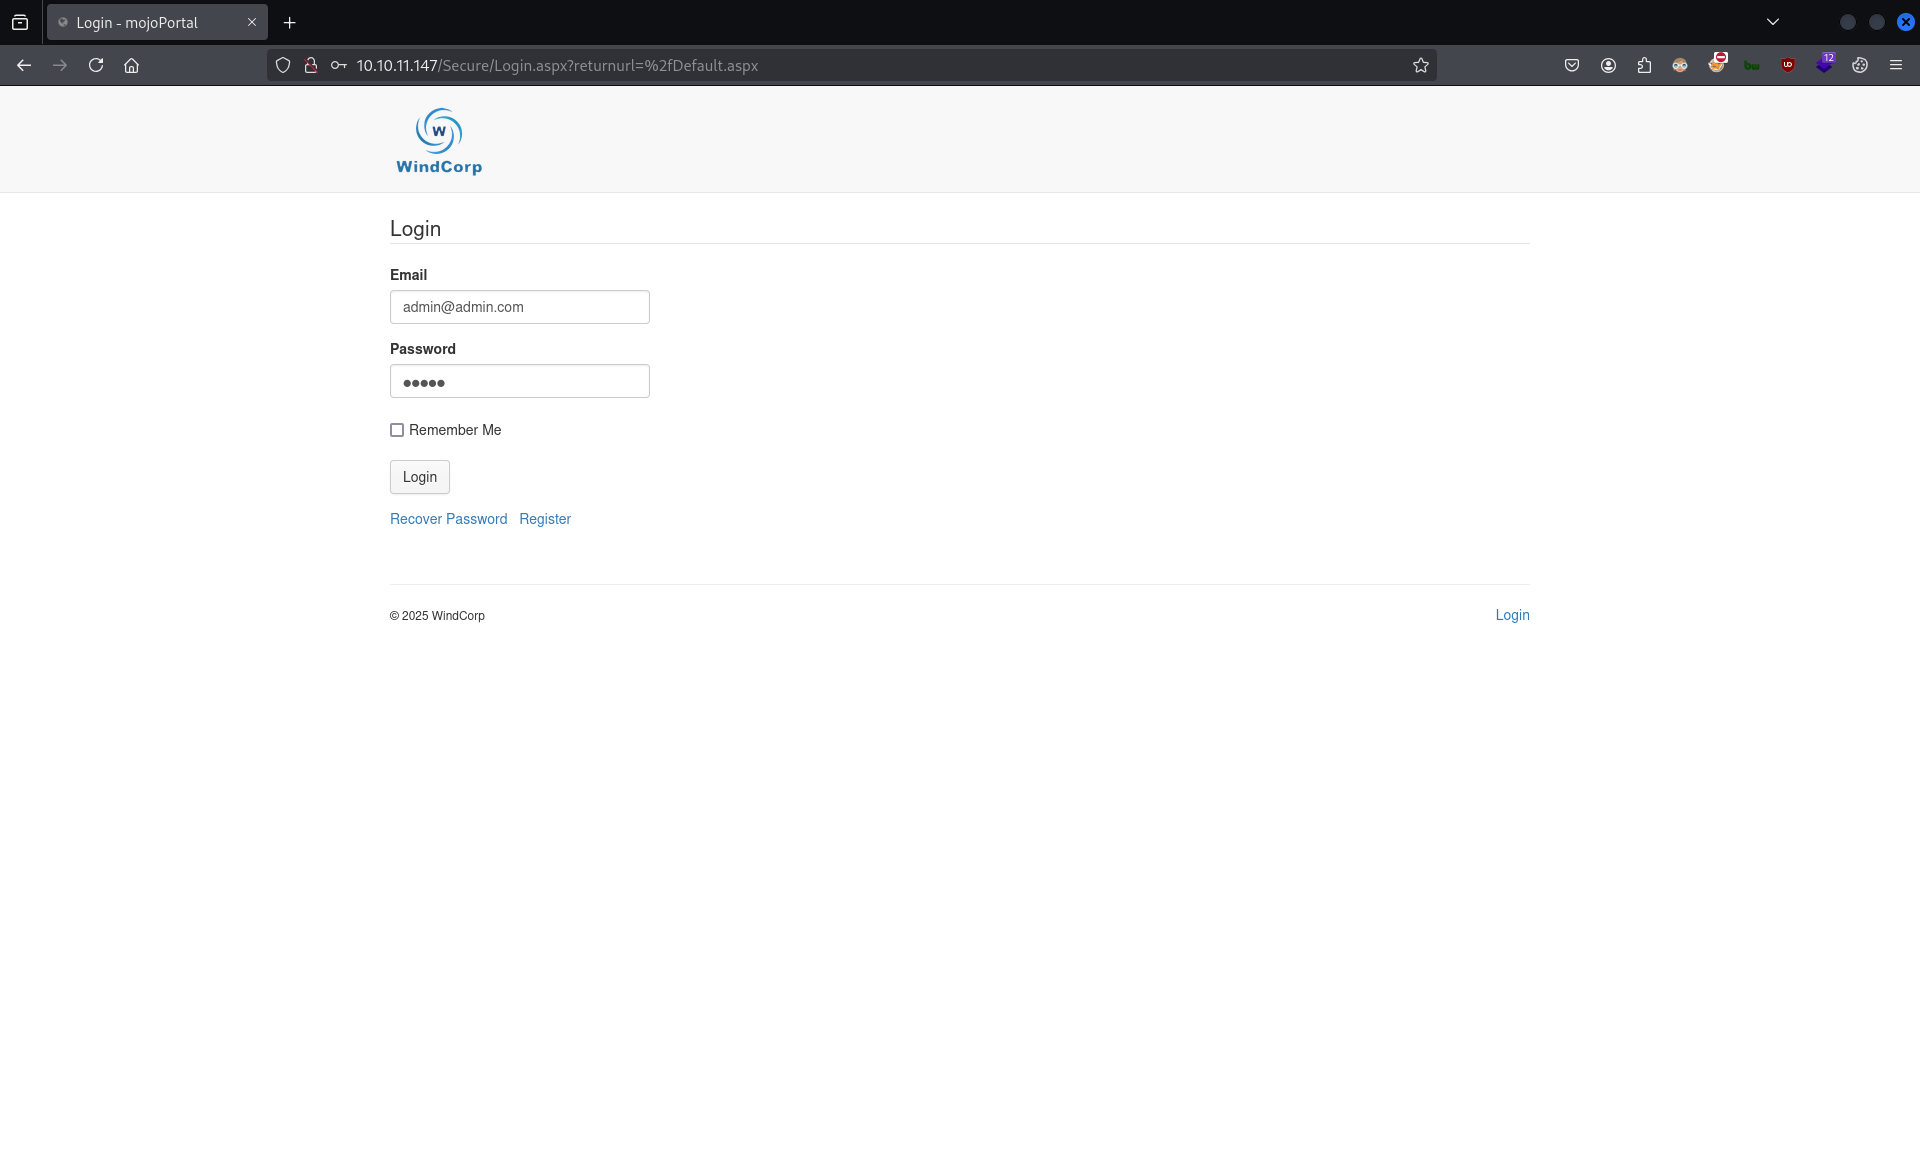 Login - mojoPortal
10.10.11.147/Secure/Login.aspx?returnurl=%2fDefault.aspx
12
W
WindCorp
Login
Email
admin@admin.com
Password
Remember Me
Login
Recover Password Register
© 2025 WindCorp
Login